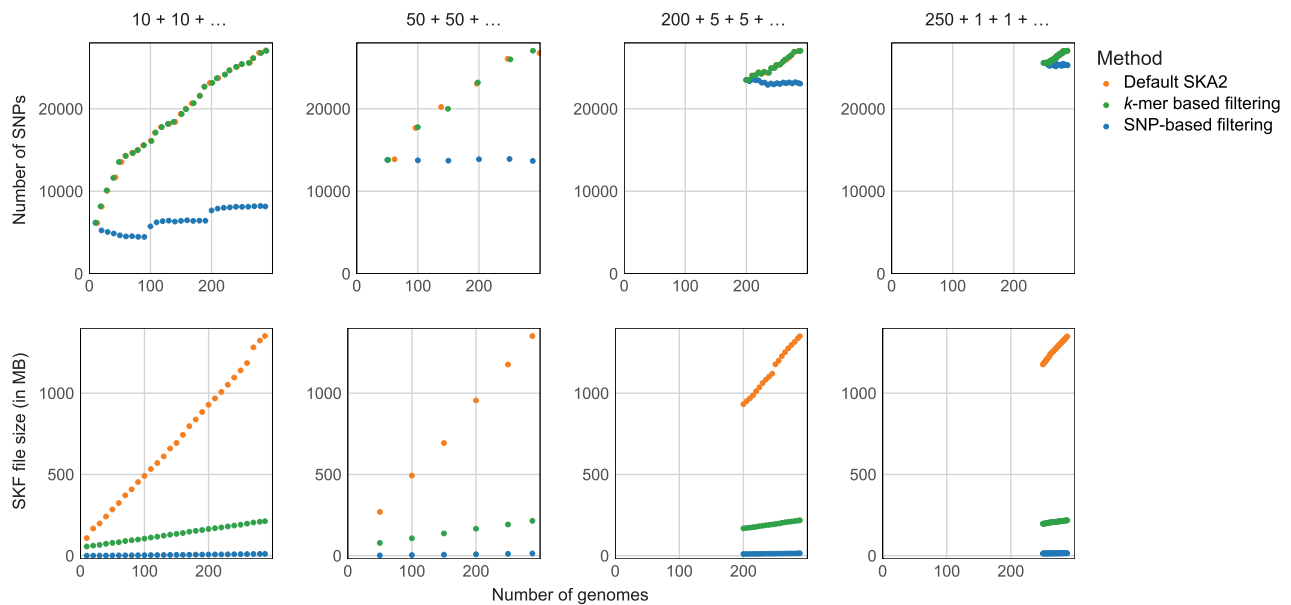 10 + 10 + …
50 + 50 + …
200 + 5 + 5 + …
250 + 1 + 1 + …
Method
Default SKA2
k-mer based filtering
SNP-based filtering
Number of SNPs
20000
10000
0
0 100 200
20000
10000
0
0 100 200
20000
10000
0
0 100 200
20000
10000
0
0 100 200
SKF file size (in MB)
1000
500
0
0 100 200
1000
500
0
0 100 200
1000
500
0
0 100 200
1000
500
0
0 100 200
Number of genomes